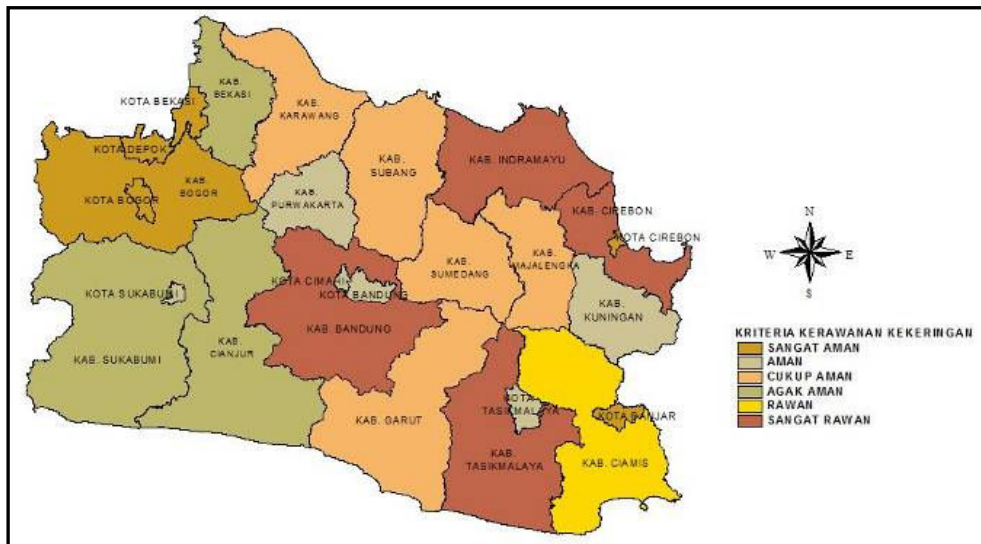 KAB.
BEKASI
KOTA BEKASI
KAB.
KARAWANG
KOTA DEPOK
KAB.
BOGOR
KOTA BOGOR
KAB.
SUBANG
KAB. INDRAMAYU
KAB.
PURWAKARTA
KAB. CIREBON
KOTA CIREBON
KAB.
SUMEDANG
KAB.
MAJALENGKA
KOTA CIMAHI
KOTA BANDUNG
KOTA SUKABUMI
KAB.
KUNINGAN
KAB. BANDUNG
KAB.
CIANJUR
KAB. SUKABUMI
KAB. GARUT
KOTA
TASIKMALAYA
KOTA BANJAR
KAB.
TASIKMALAYA
KAB. CIAMIS
N
W
E
S
KRITERIA KERAWANAN KEKERINGAN
SANGAT AMAN
AMAN
CUKUP AMAN
AGAK AMAN
RAWAN
SANGAT RAWAN